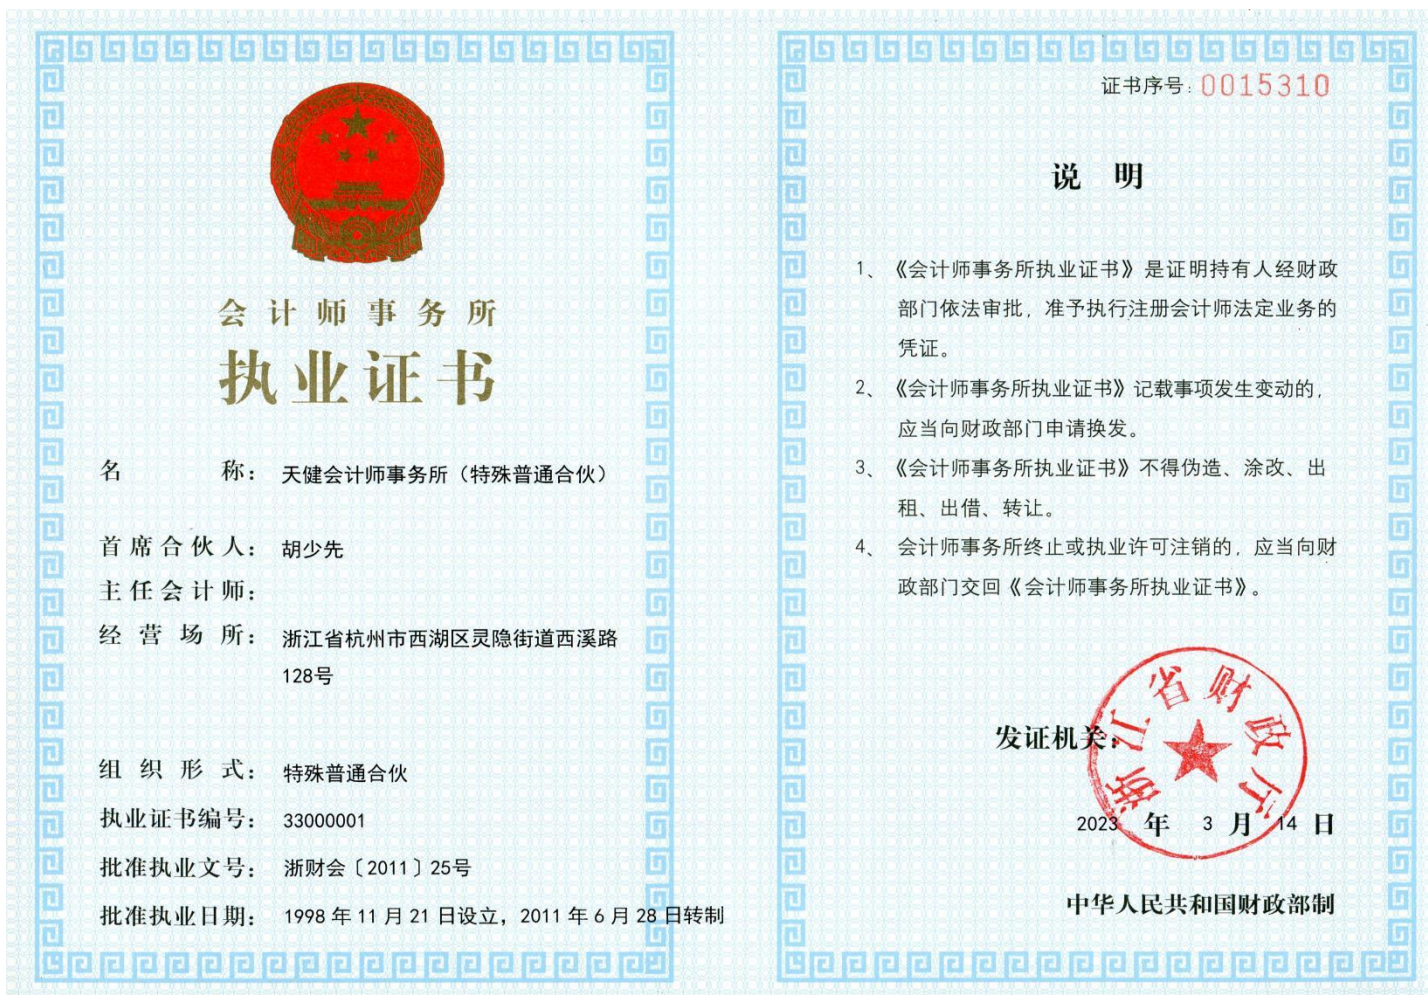 会计师事务所
执业证书
名称：天健会计师事务所（特殊普通合伙）
首席合伙人：胡少先
主任会计师：
经营场所：浙江省杭州市西湖区灵隐街道西溪路
128号
组织形式：特殊普通合伙
执业证书编号：33000001
批准执业文号：浙财会〔2011〕25号
批准执业日期：1998年11月21日设立，2011年6月28日转制
证书序号：0015310
说 明
1、《会计师事务所执业证书》是证明持有人经财政
部门依法审批，准予执行注册会计师法定业务的
凭证。
2、《会计师事务所执业证书》记载事项发生变动的，
应当向财政部门申请换发。
3、《会计师事务所执业证书》不得伪造、涂改、出
租、出借、转让。
4、会计师事务所终止或执业许可注销的，应当向财
政部门交回《会计师事务所执业证书》。
发证机关：
浙江省财政厅
2023年3月14日
中华人民共和国财政部制